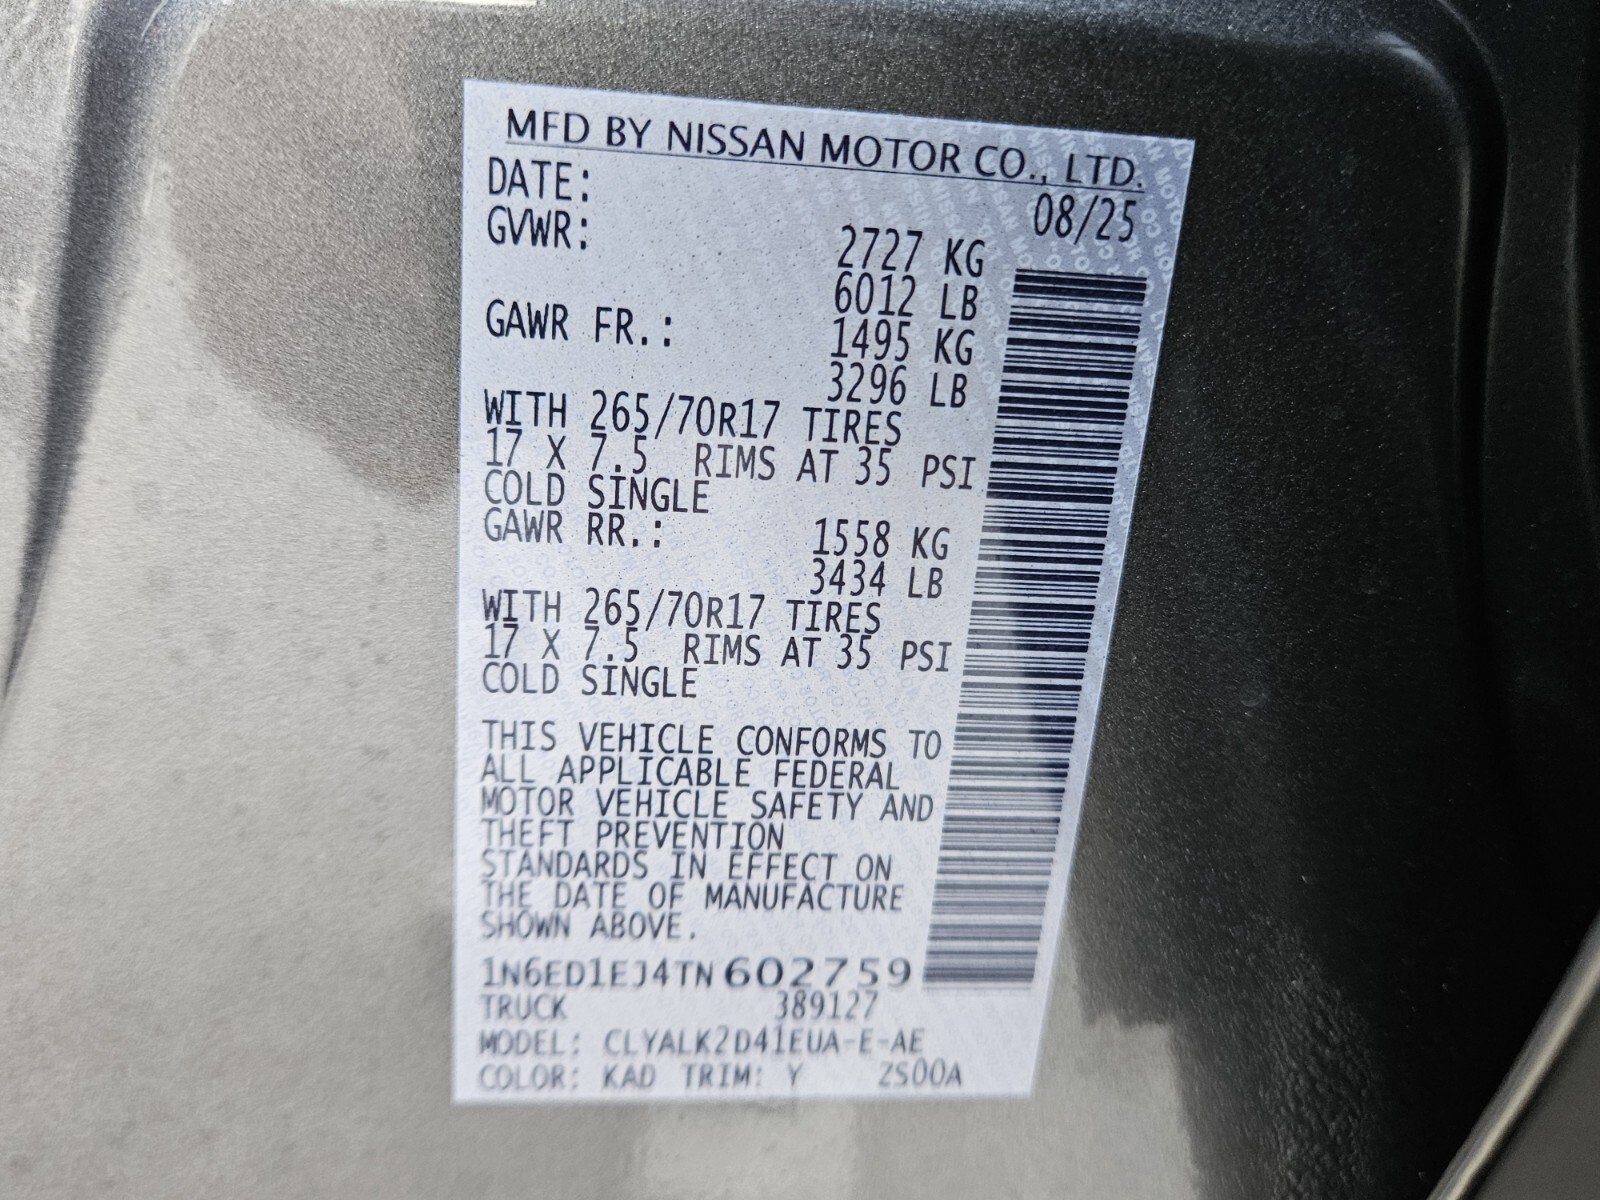 MFD BY NISSAN MOTOR CO., LTD.
DATE: 08/25
GVWR: 2727 KG
6012 LB
GAWR FR.: 1495 KG
3296 LB
WITH 265/70R17 TIRES
17 X 7.5 RIMS AT 35 PSI
COLD SINGLE
GAWR RR.: 1558 KG
3434 LB
WITH 265/70R17 TIRES
17 X 7.5 RIMS AT 35 PSI
COLD SINGLE
THIS VEHICLE CONFORMS TO
ALL APPLICABLE FEDERAL
MOTOR VEHICLE SAFETY AND
THEFT PREVENTION
STANDARDS IN EFFECT ON
THE DATE OF MANUFACTURE
SHOWN ABOVE.
1N6ED1EJ4TN602759
TRUCK 389127
MODEL: CLYALK2D41EUA-E-AE
COLOR: KAD TRIM: Y ZS00A